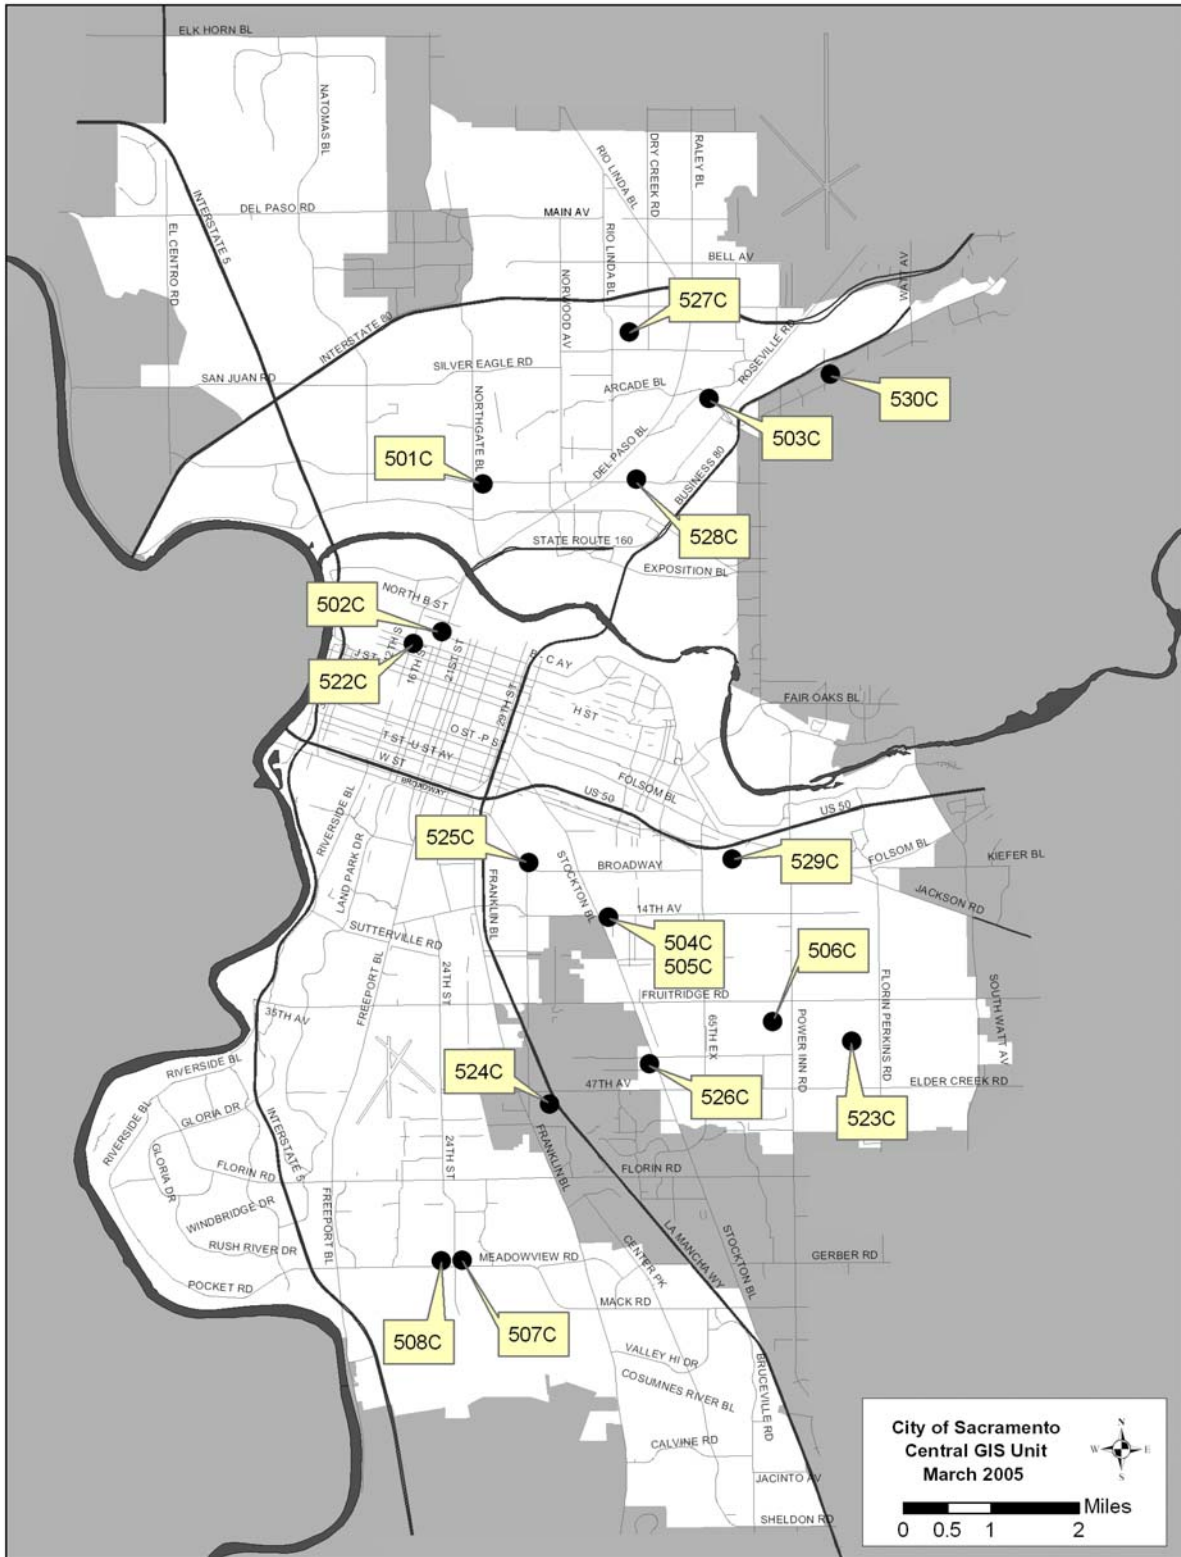 ELK HORN BL
NATOMAS BL
RIO LINDA BL
DRY CREEK RD
RALEY BL
INTERSTATE 5
DEL PASO RD
MAIN AV
EL CENTRO RD
RIO LINDA BL
BELL AV
WATT AV
NORWOOD AV
527C
INTERSTATE 80
SILVER EAGLE RD
ROSEVILLE RD
SAN JUAN RD
ARCADE BL
530C
NORTHGATE BL
503C
501C
DEL PASO BL
BUSINESS 80
528C
STATE ROUTE 160
EXPOSITION BL
NORTH B ST
502C
12TH S
J ST
16TH S
21ST ST
522C
FAIR OAKS BL
29TH ST
H ST
O ST -P S
T ST -U ST AY
W ST
BROADWAY
FOLSOM BL
US 50
US 50
RIVERSIDE BL
525C
STOCKTON BL
BROADWAY
529C
FOLSOM BL
KIEFER BL
LAND PARK DR
FRANKLIN BL
JACKSON RD
14TH AV
SUTTERVILLE RD
504C
505C
506C
FREEPORT BL
24TH ST
FRUITRIDGE RD
FLORIN PERKINS RD
SOUTH WATT AV
35TH AV
65TH EX
POWER INN RD
RIVERSIDE BL
524C
47TH AV
526C
ELDER CREEK RD
523C
RIVERSIDE BL
GLORIA DR
INTERSTATE 5
GLORIA DR
24TH ST
FRANKLIN BL
FLORIN RD
FLORIN RD
WINDBRIDGE DR
FREEPORT BL
RUSH RIVER DR
MEADOWVIEW RD
CENTER PK
LA MANCHA WY
STOCKTON BL
GERBER RD
POCKET RD
MACK RD
508C
507C
VALLEY HI DR
COSUMNES RIVER BL
BRUCEVILLE RD
CALVINE RD
JACINTO AV
SHELDON RD
City of Sacramento
Central GIS Unit
March 2005
N
W E
S
Miles
0 0.5 1 2